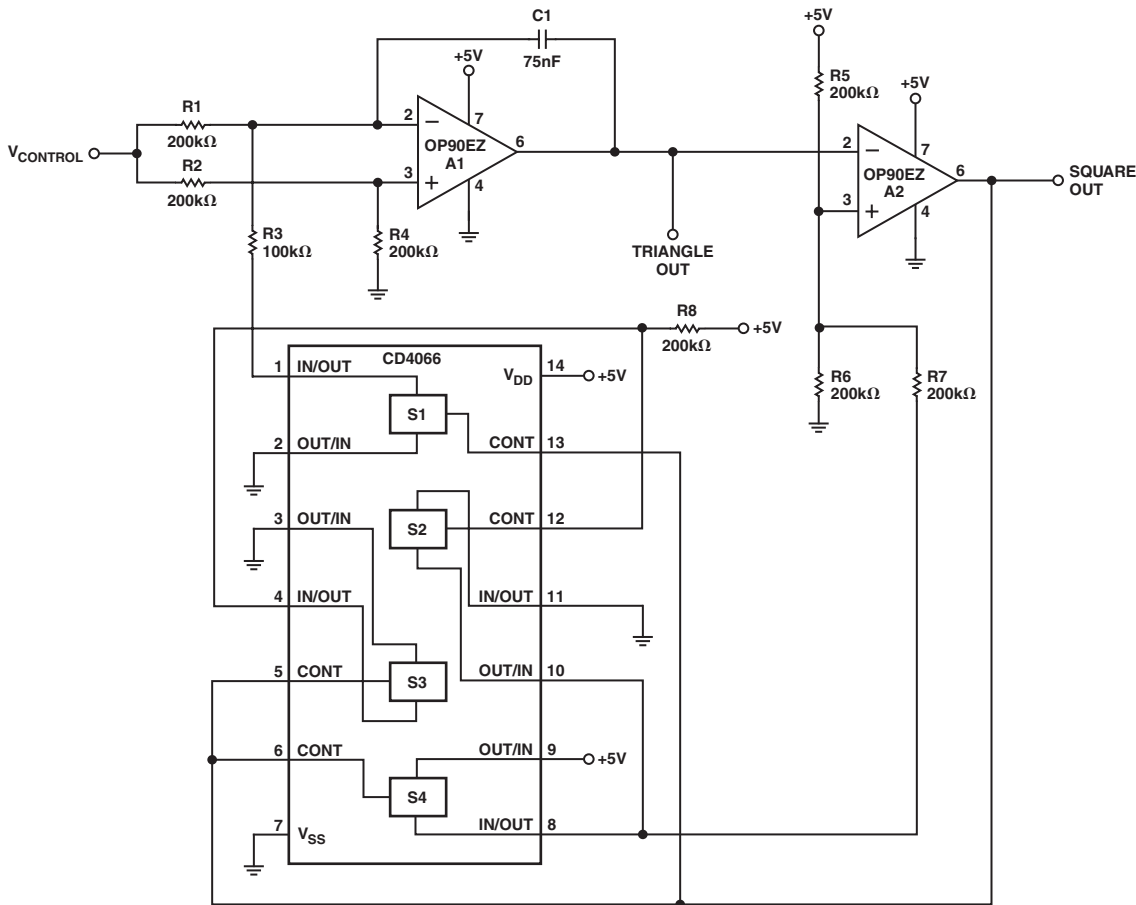 C1
75nF
+5V
R1
200kΩ
VCONTROL
R2
200kΩ
2
−
7
OP90EZ
A1
6
3
+
4
R3
100kΩ
R4
200kΩ
TRIANGLE
OUT
+5V
R5
200kΩ
+5V
2
−
7
OP90EZ
A2
6
3
+
4
SQUARE
OUT
R8
200kΩ
+5V
R6
200kΩ
R7
200kΩ
CD4066
1
IN/OUT
VDD
14
+5V
S1
2
OUT/IN
CONT
13
3
OUT/IN
S2
CONT
12
4
IN/OUT
IN/OUT
11
5
CONT
S3
OUT/IN
10
6
CONT
OUT/IN
9
+5V
S4
7
VSS
IN/OUT
8